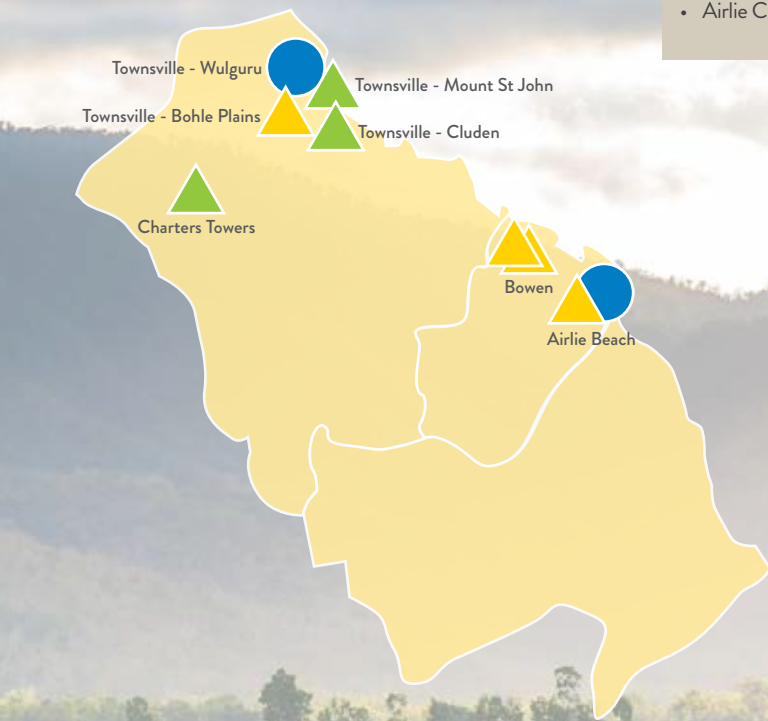 • Airlie C
Townsville - Wulguru
Townsville - Mount St John
Townsville - Bohle Plains
Townsville - Cluden
Charters Towers
Bowen
Airlie Beach